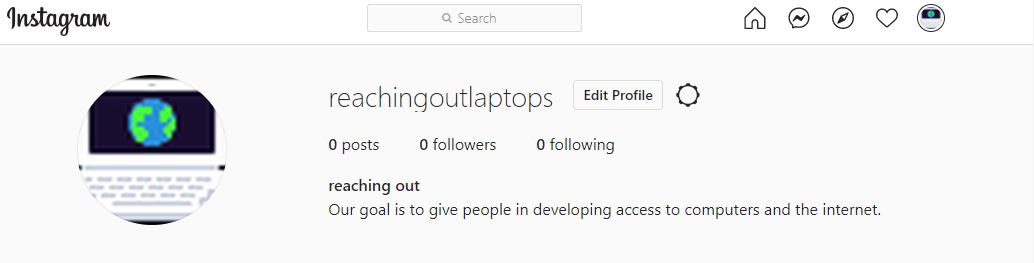 Instagram
Search
reachingoutlaptops Edit Profile
0 posts 0 followers 0 following
reaching out
Our goal is to give people in developing access to computers and the internet.